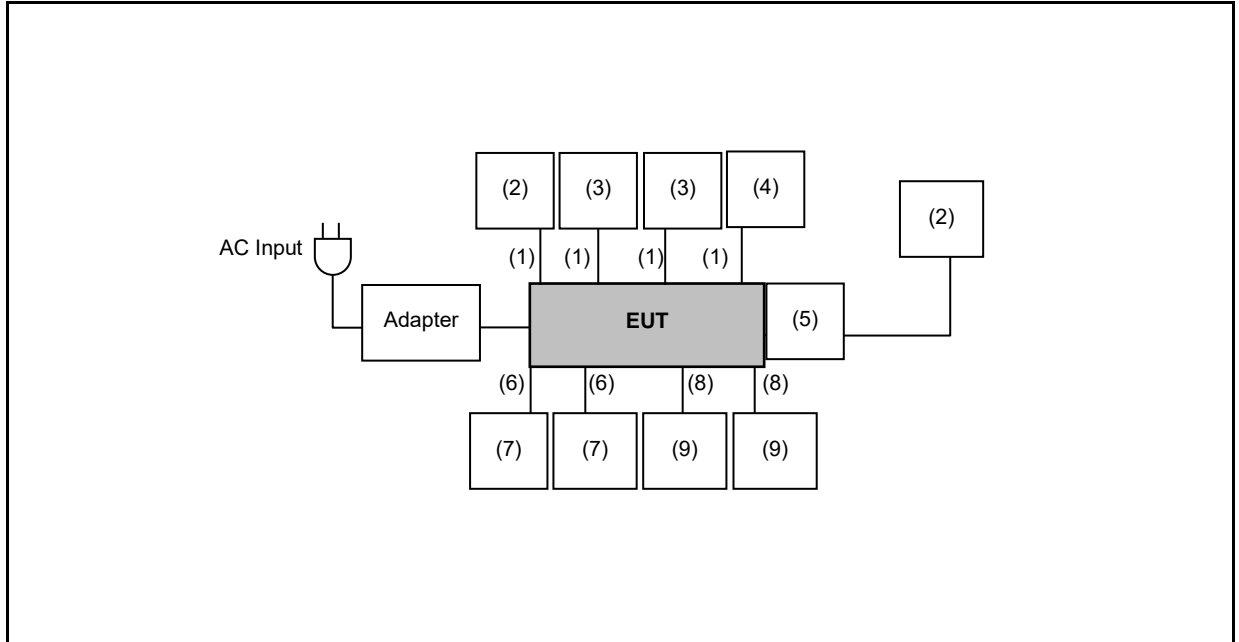 (2) (3) (3) (4)
(2)
AC Input (1) (1) (1) (1)
Adapter EUT (5)
(6) (6) (8) (8)
(7) (7) (9) (9)